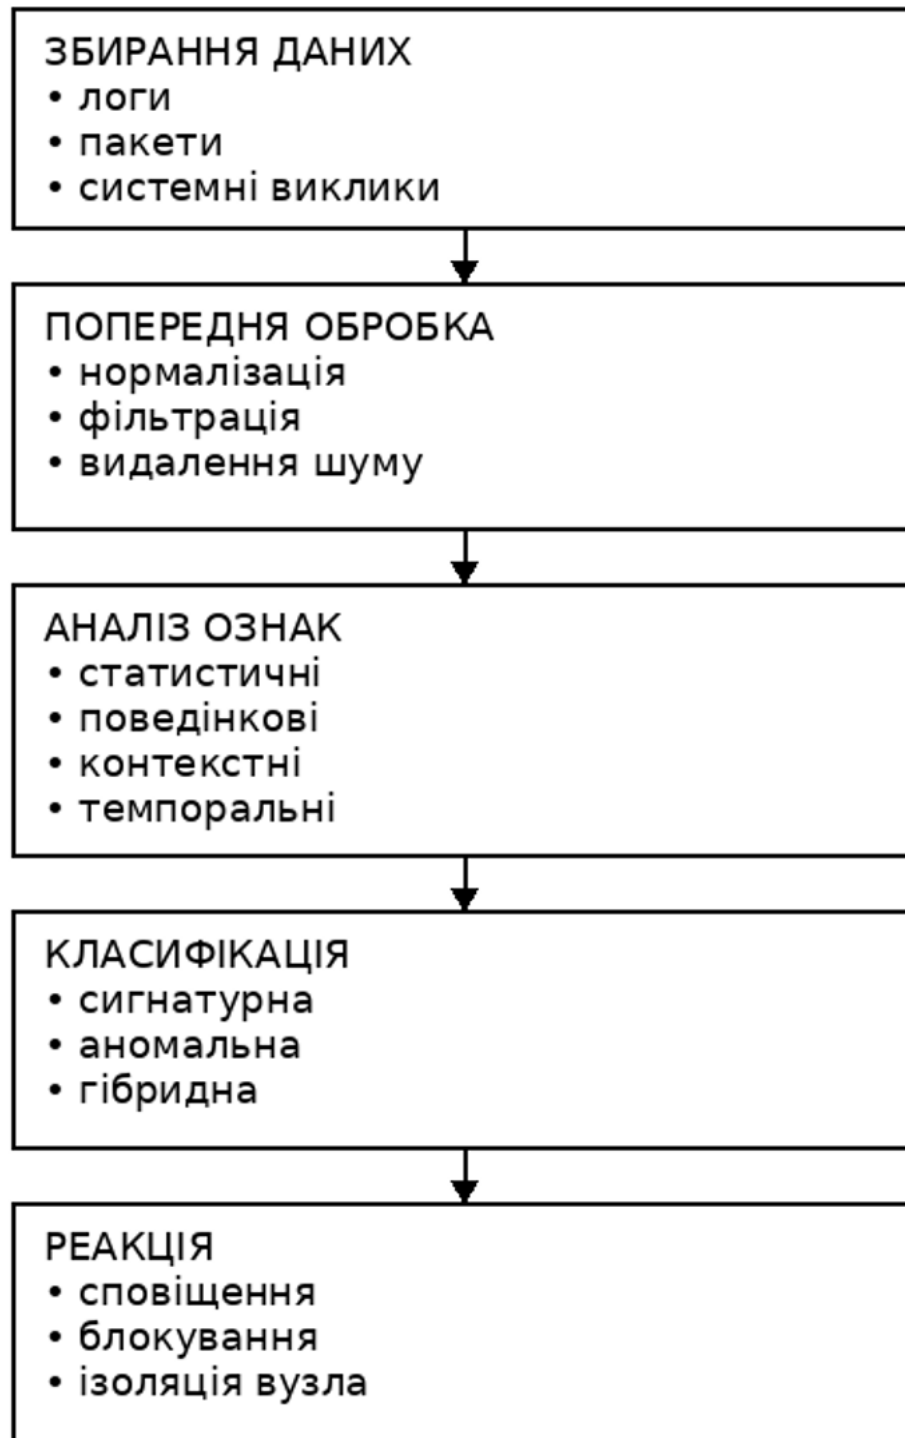 ЗБИРАННЯ ДАНИХ
• логи
• пакети
• системні виклики
ПОПЕРЕДНЯ ОБРОБКА
• нормалізація
• фільтрація
• видалення шуму
АНАЛІЗ ОЗНАК
• статистичні
• поведінкові
• контекстні
• темпоральні
КЛАСИФІКАЦІЯ
• сигнатурна
• аномальна
• гібридна
РЕАКЦІЯ
• сповіщення
• блокування
• ізоляція вузла